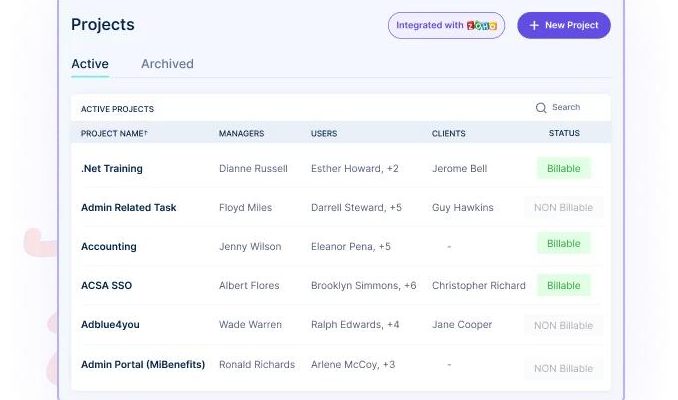 Projects
Integrated with ZOHO
+ New Project
Active Archived
ACTIVE PROJECTS Search
PROJECT NAME↑ MANAGERS USERS CLIENTS STATUS
.Net Training Dianne Russell Esther Howard, +2 Jerome Bell Billable
Admin Related Task Floyd Miles Darrell Steward, +5 Guy Hawkins NON Billable
Accounting Jenny Wilson Eleanor Pena, +5 - Billable
ACSA SSO Albert Flores Brooklyn Simmons, +6 Christopher Richard Billable
Adblue4you Wade Warren Ralph Edwards, +4 Jane Cooper NON Billable
Admin Portal (MiBenefits) Ronald Richards Arlene McCoy, +3 - NON Billable